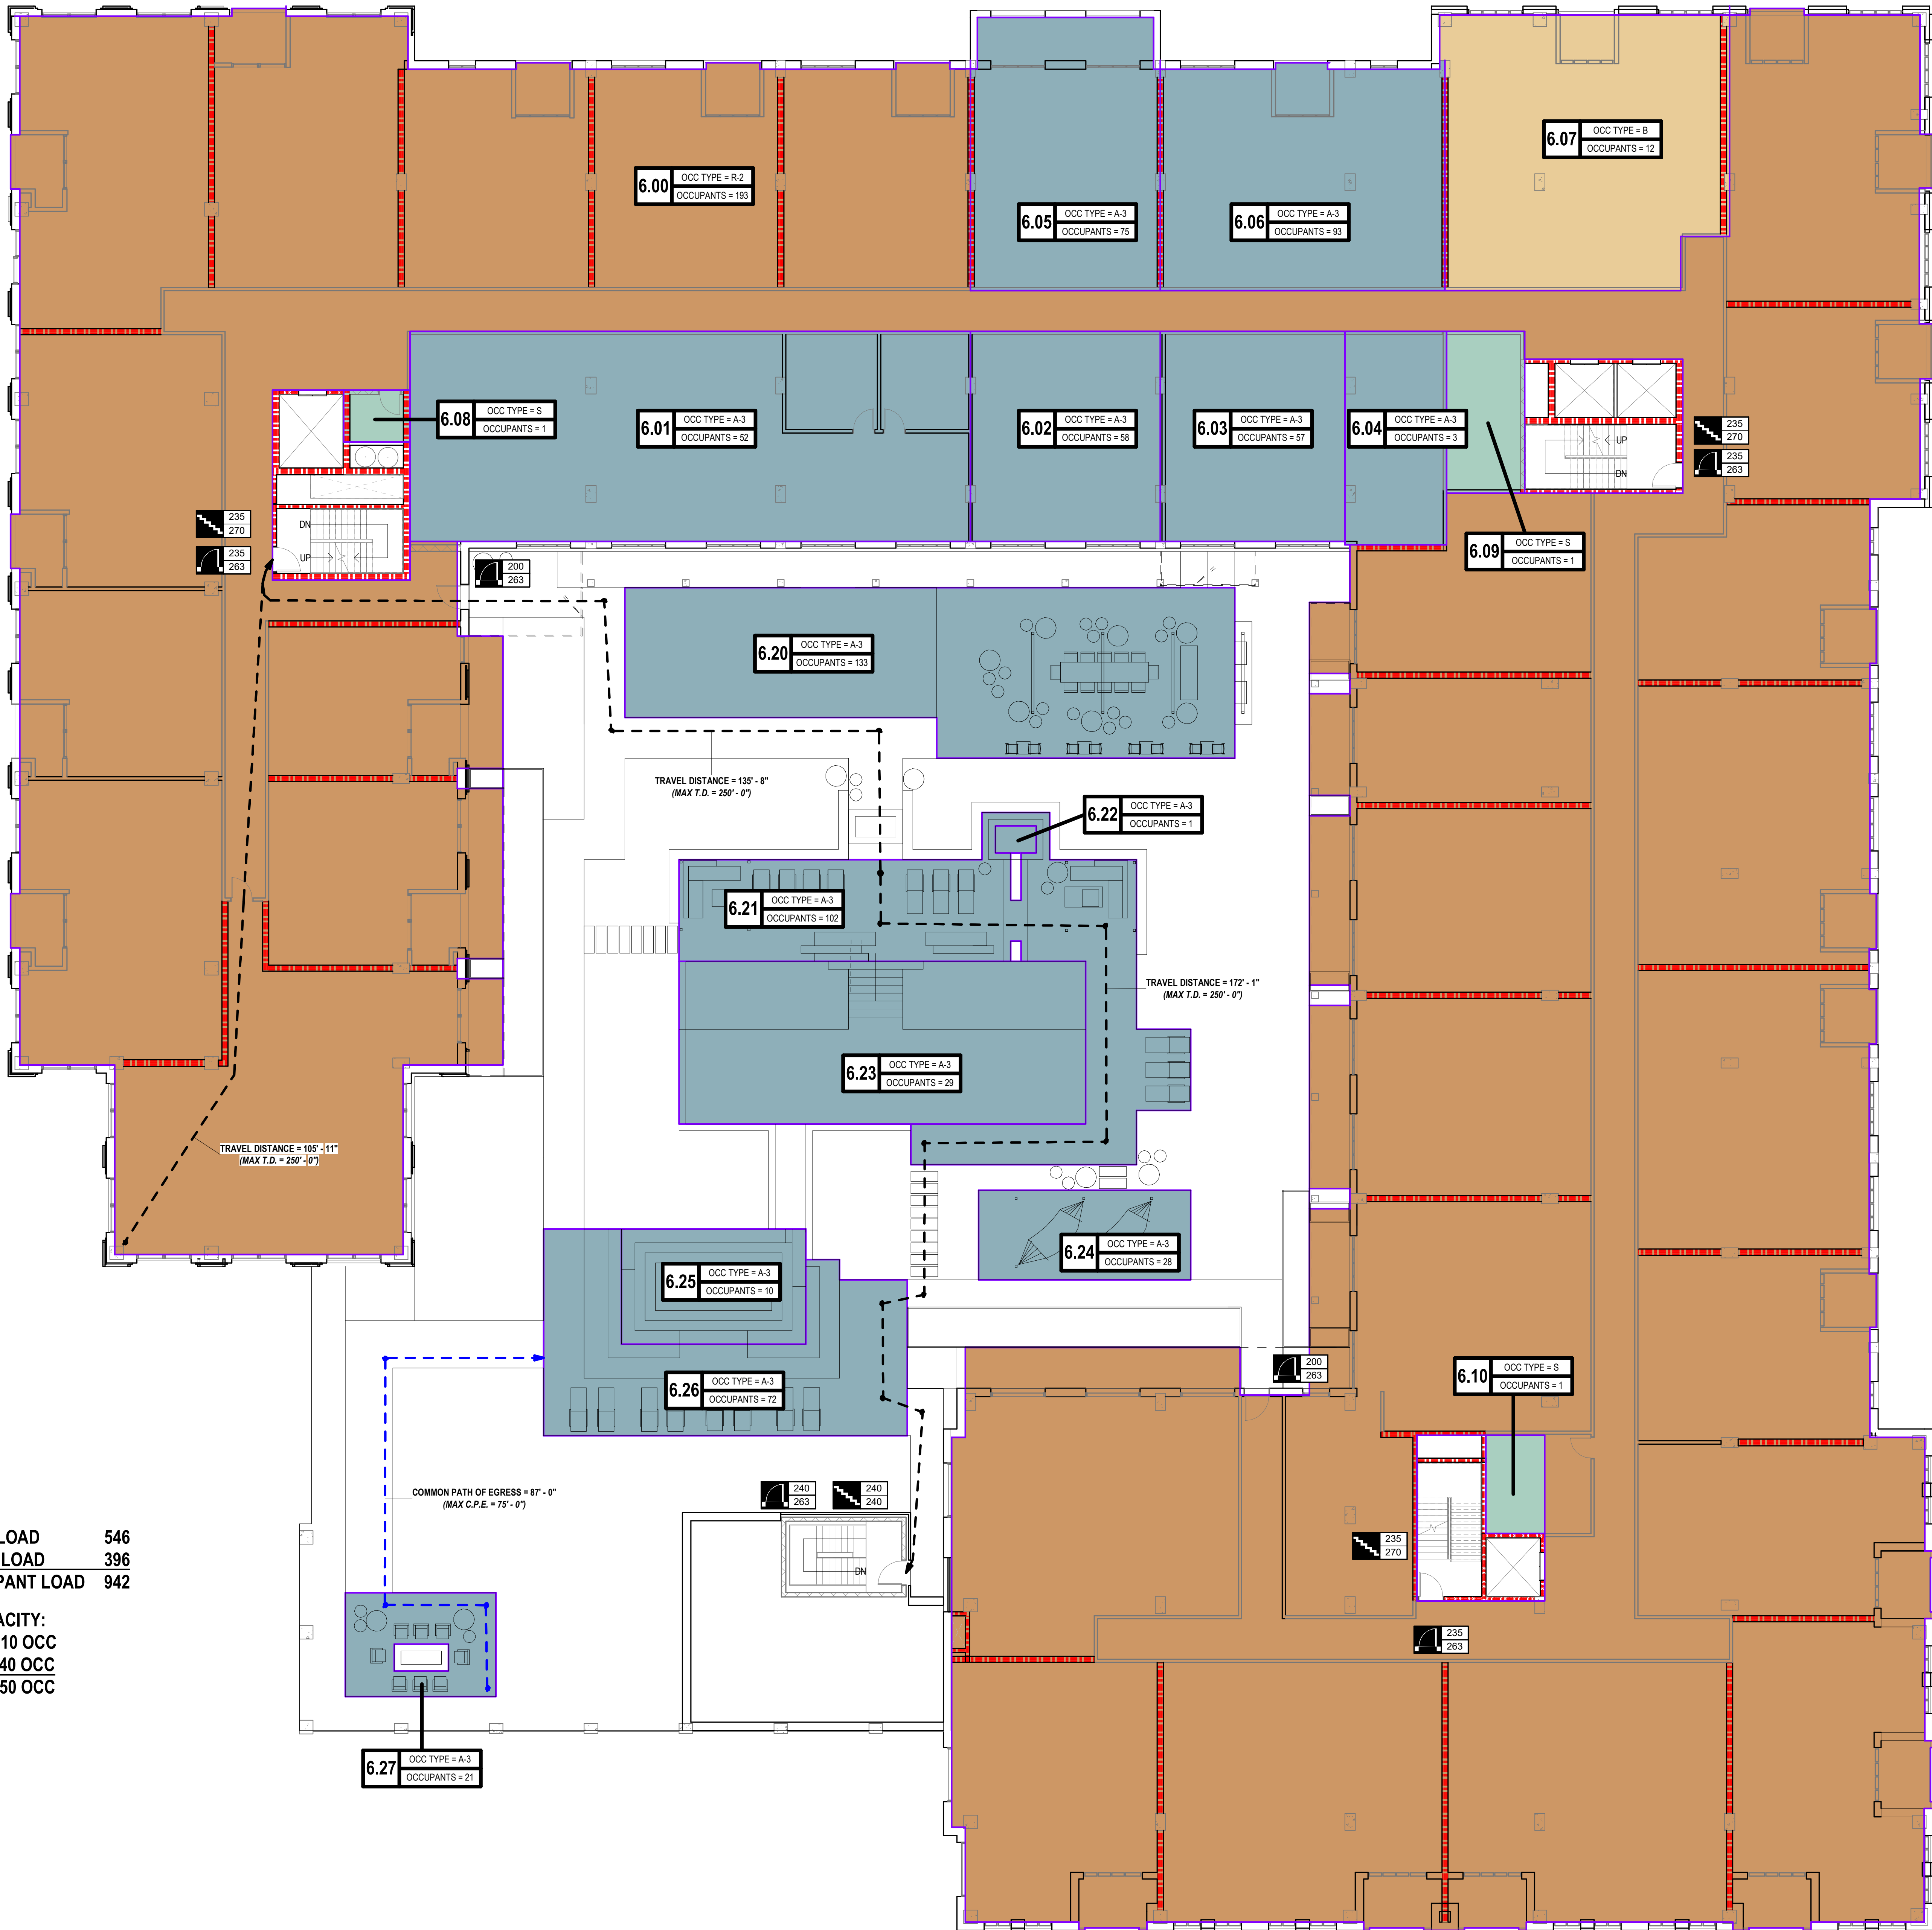 6.07
OCC TYPE = B
OCCUPANTS = 12
6.00
OCC TYPE = R-2
OCCUPANTS = 193
6.05
OCC TYPE = A-3
OCCUPANTS = 75
6.06
OCC TYPE = A-3
OCCUPANTS = 93
6.08
OCC TYPE = S
OCCUPANTS = 1
6.01
OCC TYPE = A-3
OCCUPANTS = 52
6.02
OCC TYPE = A-3
OCCUPANTS = 58
6.03
OCC TYPE = A-3
OCCUPANTS = 57
6.04
OCC TYPE = A-3
OCCUPANTS = 3
235
270
235
263
UP
DN
235
270
235
263
DN
UP
200
263
6.09
OCC TYPE = S
OCCUPANTS = 1
6.20
OCC TYPE = A-3
OCCUPANTS = 133
TRAVEL DISTANCE = 135' - 8"
(MAX T.D. = 250' - 0")
6.22
OCC TYPE = A-3
OCCUPANTS = 1
6.21
OCC TYPE = A-3
OCCUPANTS = 102
TRAVEL DISTANCE = 172' - 1"
(MAX T.D. = 250' - 0")
6.23
OCC TYPE = A-3
OCCUPANTS = 29
TRAVEL DISTANCE = 105' - 11"
(MAX T.D. = 250' - 0")
6.24
OCC TYPE = A-3
OCCUPANTS = 28
6.25
OCC TYPE = A-3
OCCUPANTS = 10
6.26
OCC TYPE = A-3
OCCUPANTS = 72
200
263
6.10
OCC TYPE = S
OCCUPANTS = 1
COMMON PATH OF EGRESS = 87' - 0"
(MAX C.P.E. = 75' - 0")
240
263
240
240
DN
235
270
235
263
LOAD 546
LOAD 396
PANT LOAD 942
ACITY:
10 OCC
40 OCC
50 OCC
6.27
OCC TYPE = A-3
OCCUPANTS = 21